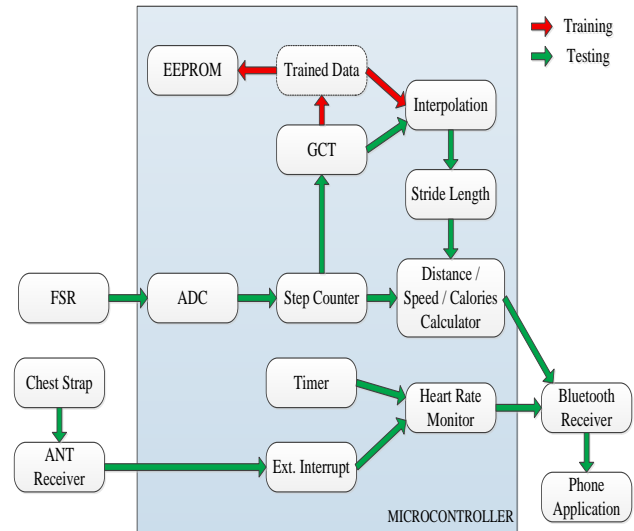 Training
Testing
EEPROM
Trained Data
Interpolation
GCT
Stride Length
FSR
ADC
Step Counter
Distance /
Speed / Calories
Calculator
Chest Strap
Timer
Heart Rate
Monitor
Bluetooth
Receiver
ANT
Receiver
Ext. Interrupt
Phone
Application
MICROCONTROLLER